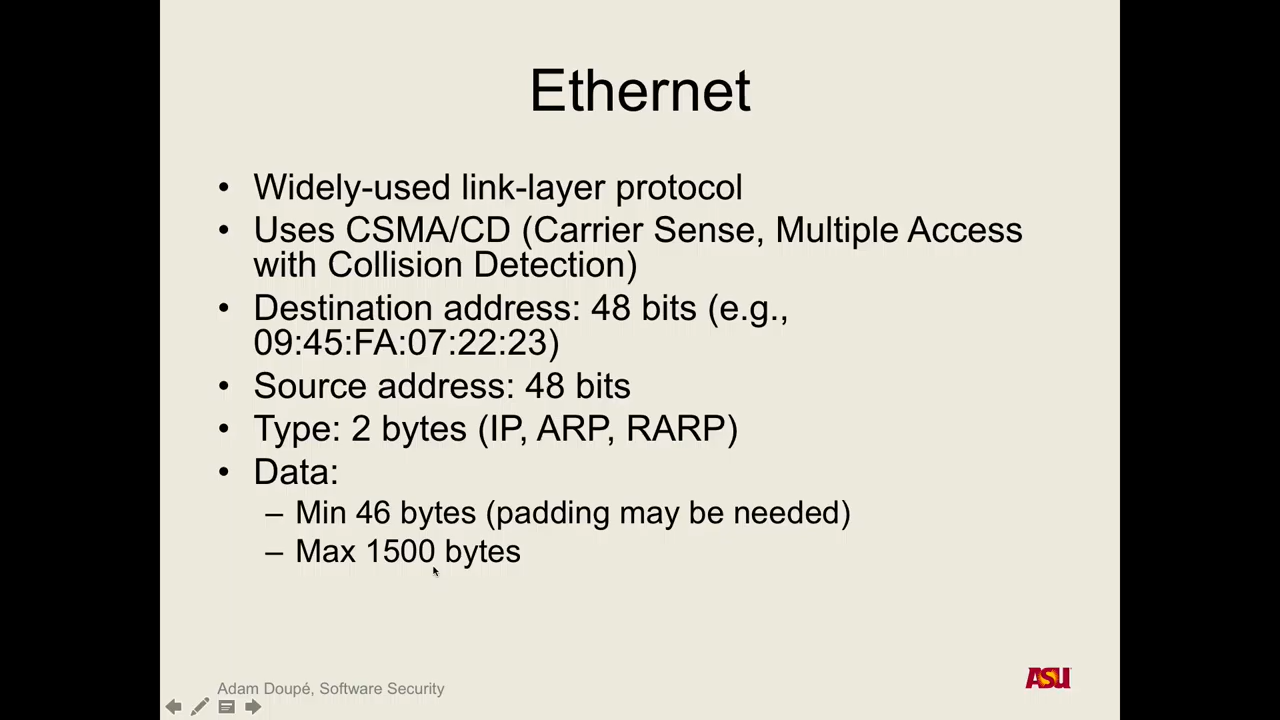 Ethernet
• Widely-used link-layer protocol
• Uses CSMA/CD (Carrier Sense, Multiple Access
with Collision Detection)
• Destination address: 48 bits (e.g.,
09:45:FA:07:22:23)
• Source address: 48 bits
• Type: 2 bytes (IP, ARP, RARP)
• Data:
– Min 46 bytes (padding may be needed)
– Max 1500 bytes
Adam Doupé, Software Security
ASU